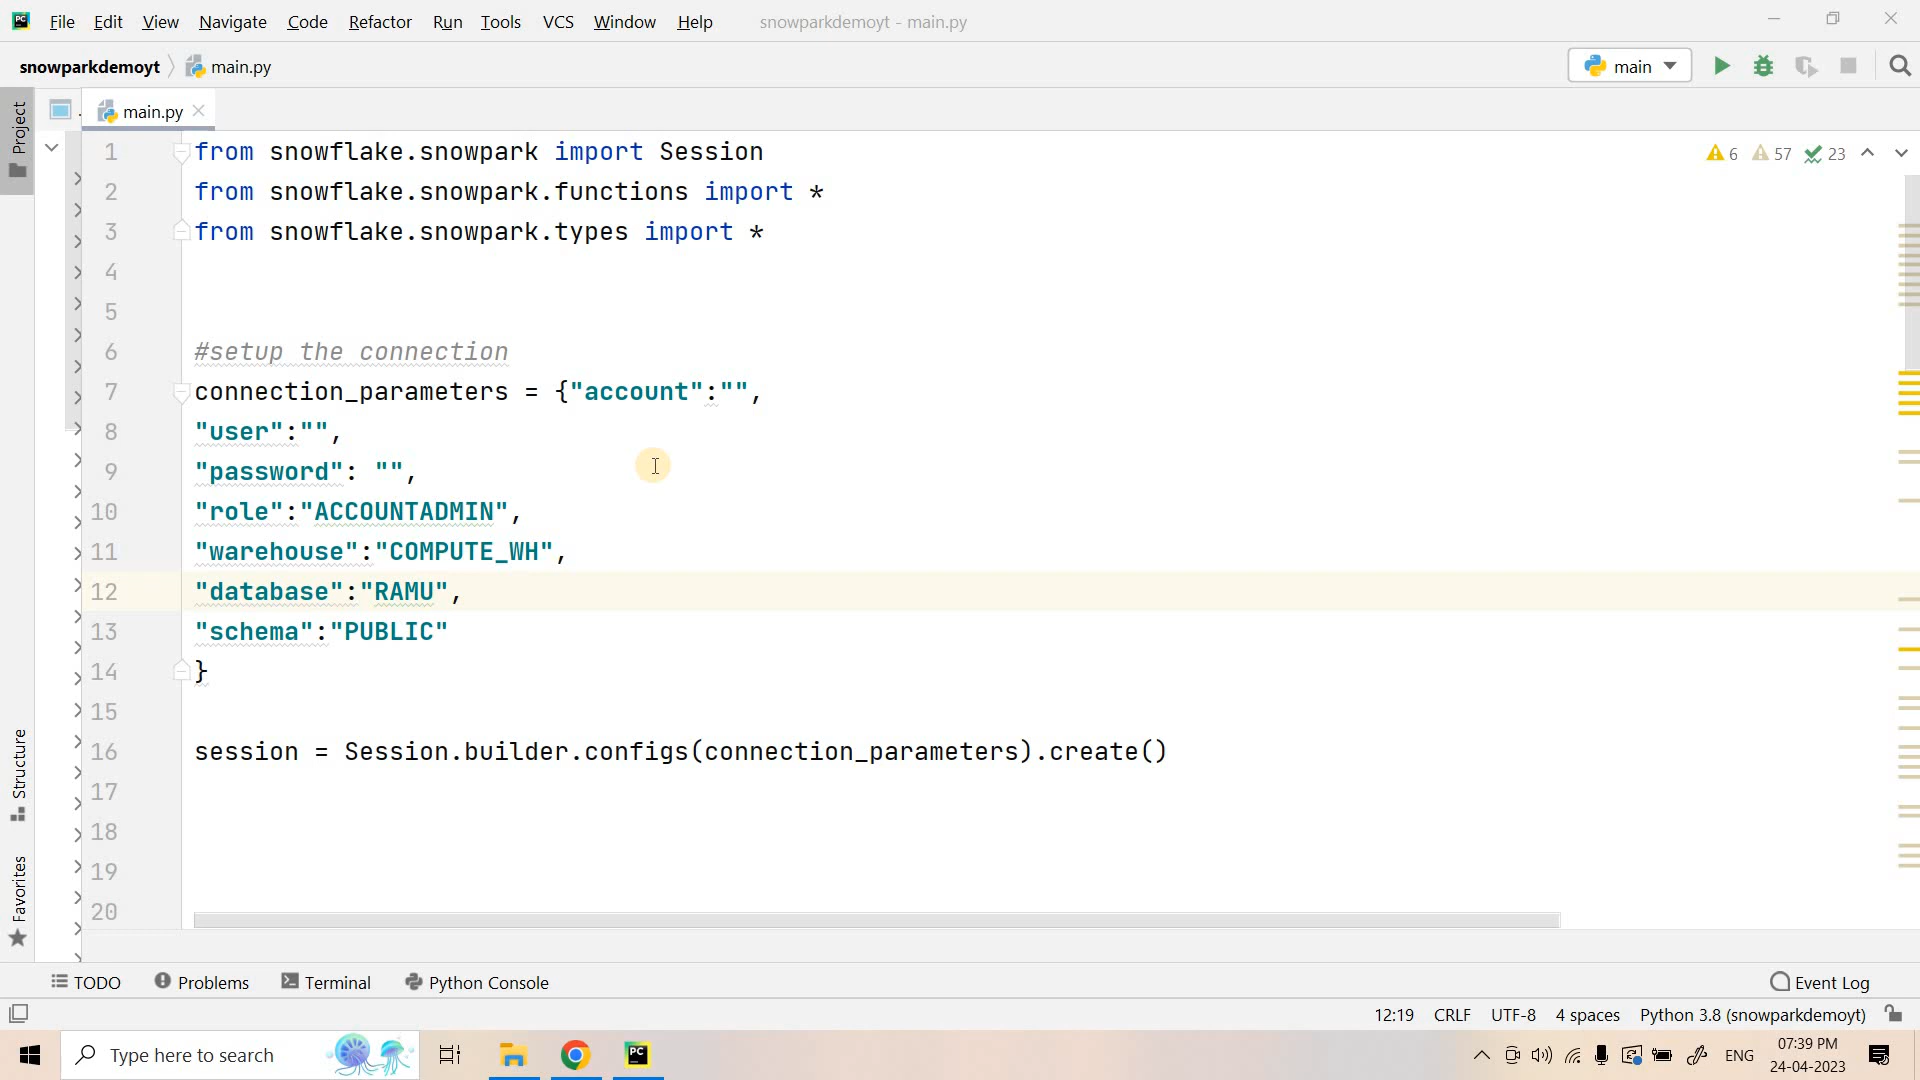 File Edit View Navigate Code Refactor Run Tools VCS Window Help snowparkdemoyt - main.py
snowparkdemoyt main.py main
Project
main.py
6 57 23
1 from snowflake.snowpark import Session
2 from snowflake.snowpark.functions import *
3 from snowflake.snowpark.types import *
4
5
6 #setup the connection
7 connection_parameters = {"account":"",
8 "user":"",
9 "password": "",
10 "role":"ACCOUNTADMIN",
11 "warehouse":"COMPUTE_WH",
12 "database":"RAMU",
13 "schema":"PUBLIC"
14 }
15
16 session = Session.builder.configs(connection_parameters).create()
17
18
19
20
Structure
Favorites
TODO Problems Terminal Python Console Event Log
12:19 CRLF UTF-8 4 spaces Python 3.8 (snowparkdemoyt)
Type here to search
PC
ENG
07:39 PM
24-04-2023